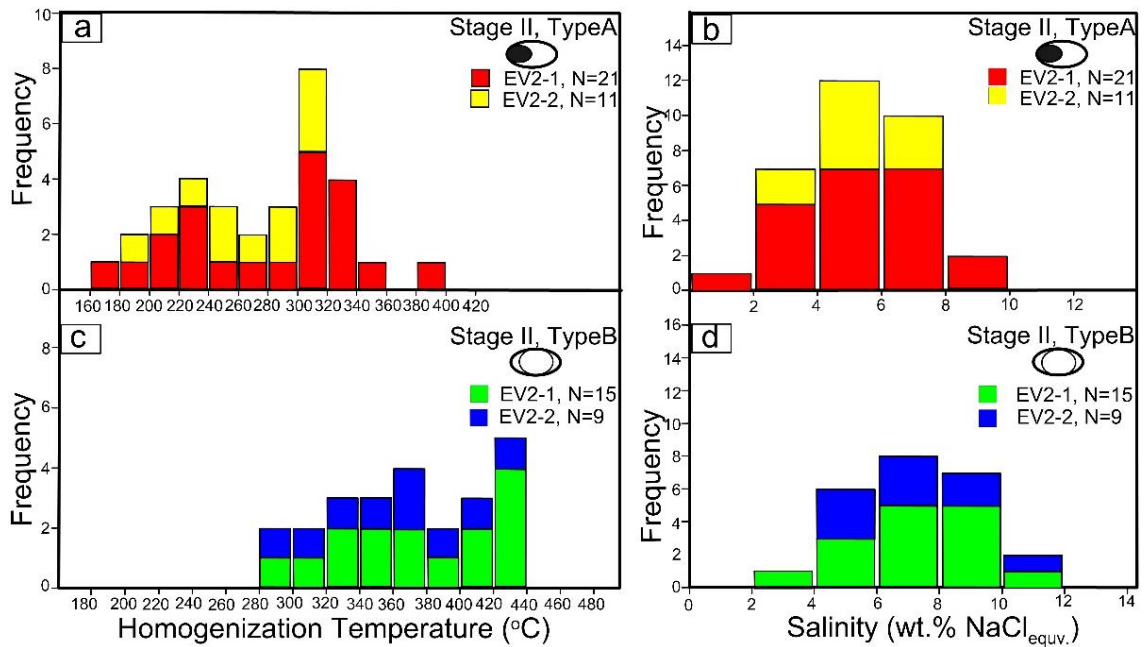 a
Stage II, TypeA
EV2-1, N=21
EV2-2, N=11
Frequency
10
8
6
4
2
0
160 180 200 220 240 260 280 300 320 340 360 380 400 420
b
Stage II, TypeA
EV2-1, N=21
EV2-2, N=11
Frequency
14
12
10
8
6
4
2
0
2 4 6 8 10 12
c
Stage II, TypeB
EV2-1, N=15
EV2-2, N=9
Frequency
8
6
4
2
0
180 200 220 240 260 280 300 320 340 360 380 400 420 440 460 480
Homogenization Temperature (°C)
d
Stage II, TypeB
EV2-1, N=15
EV2-2, N=9
Frequency
16
14
12
10
8
6
4
2
0
0 2 4 6 8 10 12 14
Salinity (wt.% NaClequv.)